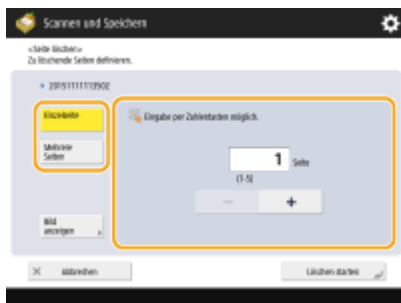 Scannen und Speichern
<Seite löschen>
Zu löschende Seiten definieren.
20151111113502
Einzelseite
Eingabe per Zahlentasten möglich.
Mehrere
Seiten
1 Seite
(1-5)
− +
Bild
anzeigen
× Abbrechen
Löschen starten